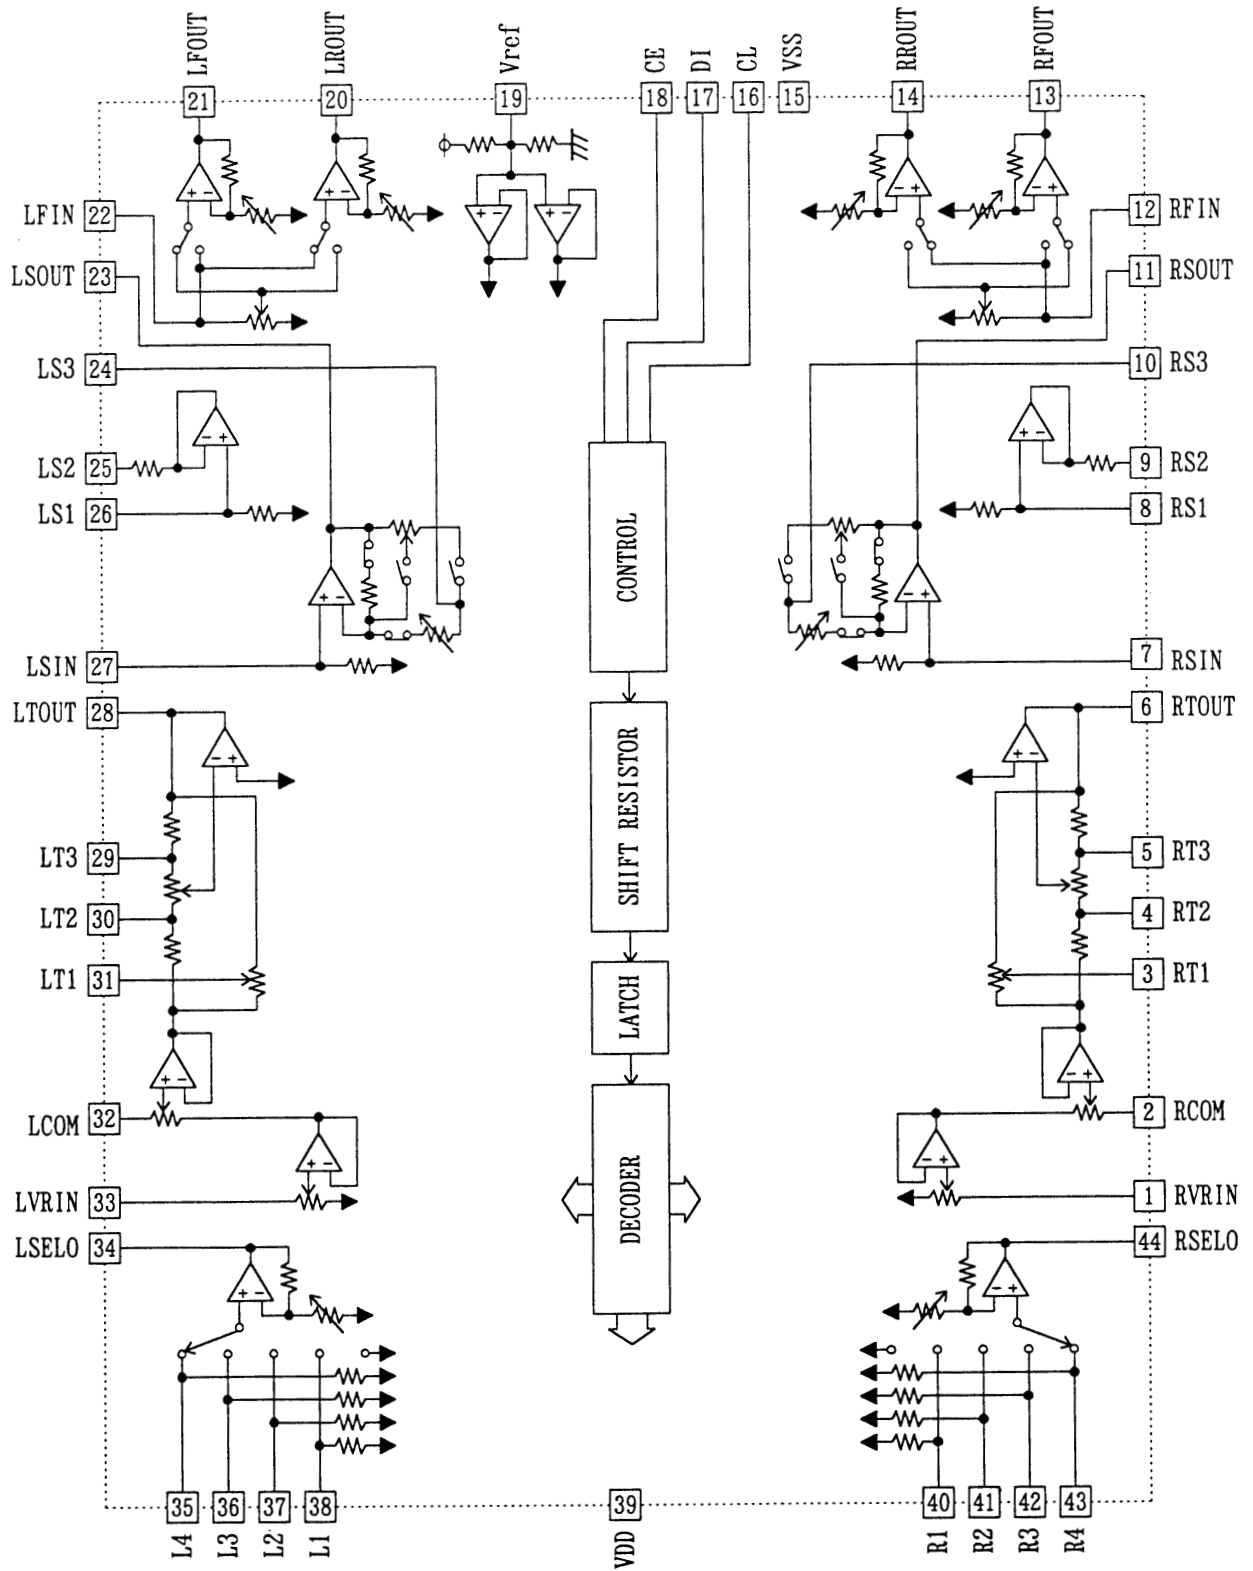 LFOUT
LROUT
Vref
CE
DI
CL
VSS
RROUT
RFOUT
21
20
19
18
17
16
15
14
13
LFIN 22
12 RFIN
LSOUT 23
11 RSOUT
LS3 24
10 RS3
LS2 25
9 RS2
LS1 26
8 RS1
CONTROL
LSIN 27
7 RSIN
LTOUT 28
6 RTOUT
SHIFT RESISTOR
LT3 29
5 RT3
LT2 30
4 RT2
LT1 31
3 RT1
LATCH
LCOM 32
2 RCOM
DECODER
LVRIN 33
1 RVRIN
LSELO 34
44 RSELO
35
36
37
38
39
40
41
42
43
L4
L3
L2
L1
VDD
R1
R2
R3
R4